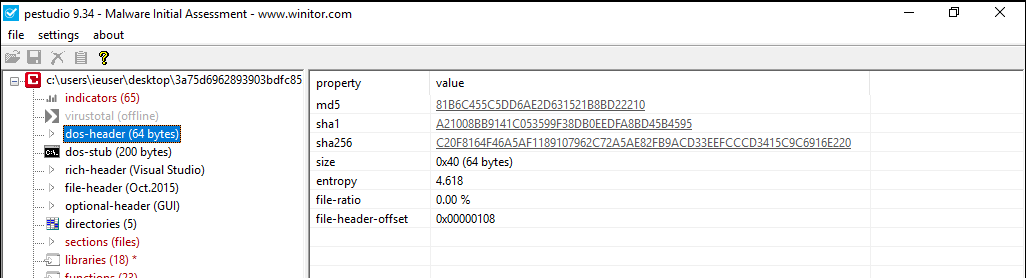 pestudio 9.34 - Malware Initial Assessment - www.winitor.com
file settings about
c:\users\ieuser\desktop\3a75d6962893903bdfc85
indicators (65)
virustotal (offline)
dos-header (64 bytes)
dos-stub (200 bytes)
rich-header (Visual Studio)
file-header (Oct.2015)
optional-header (GUI)
directories (5)
sections (files)
libraries (18) *
functions (23)
property value
md5 81B6C455C5DD6AE2D631521B8BD22210
sha1 A21008BB9141C053599F38DB0EEDFA8BD45B4595
sha256 C20F8164F46A5AF1189107962C72A5AE82FB9ACD33EEFCCCD3415C9C6916E220
size 0x40 (64 bytes)
entropy 4.618
file-ratio 0.00 %
file-header-offset 0x00000108